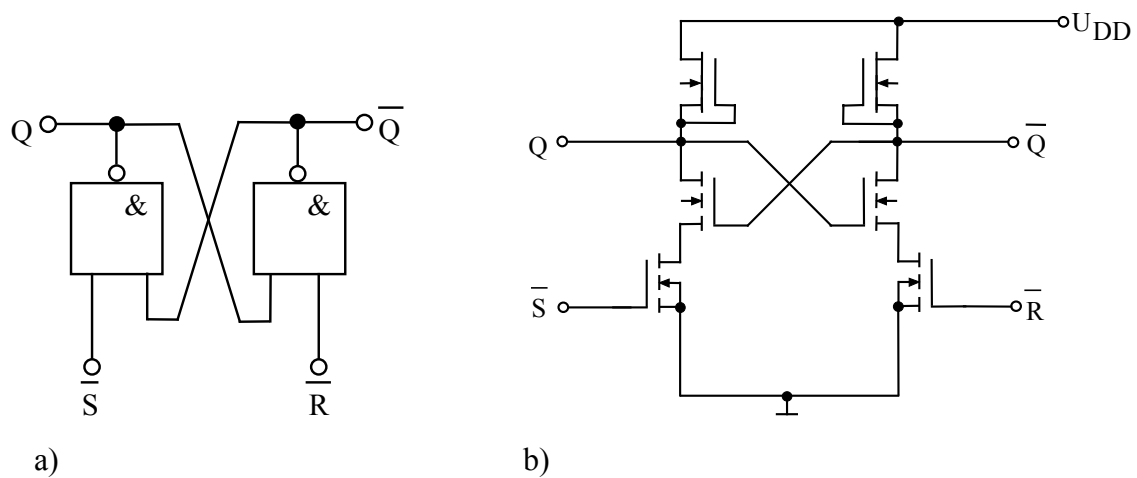 U_DD
Q Q̅ Q Q̅
& &
S̅ R̅
S̅ R̅
a) b)